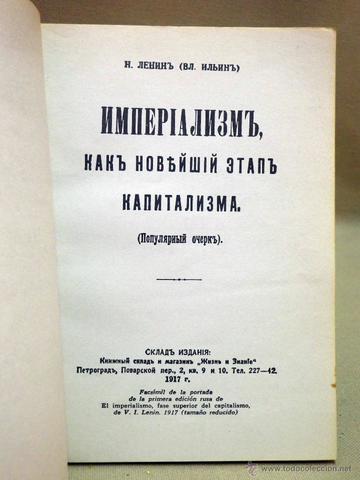 Н. ЛЕНИНЪ (ВЛ. ИЛЬИНЪ)
ИМПЕРІАЛИЗМЪ,
КАКЪ НОВѢЙШІЙ ЭТАПЪ
КАПИТАЛИЗМА.
(Популярный очеркъ).
СКЛАДЪ ИЗДАНІЯ:
Книжный складъ и магазинъ „Жизнь и Знаніе“
Петроградъ, Поварской пер., 2, кв. 9 и 10. Тел. 227—42.
1917 г.
Facsímil de la portada
de la primera edición rusa de
El imperialismo, fase superior del capitalismo,
de V. I. Lenin. 1917 (tamaño reducido)
© www.todocoleccion.net